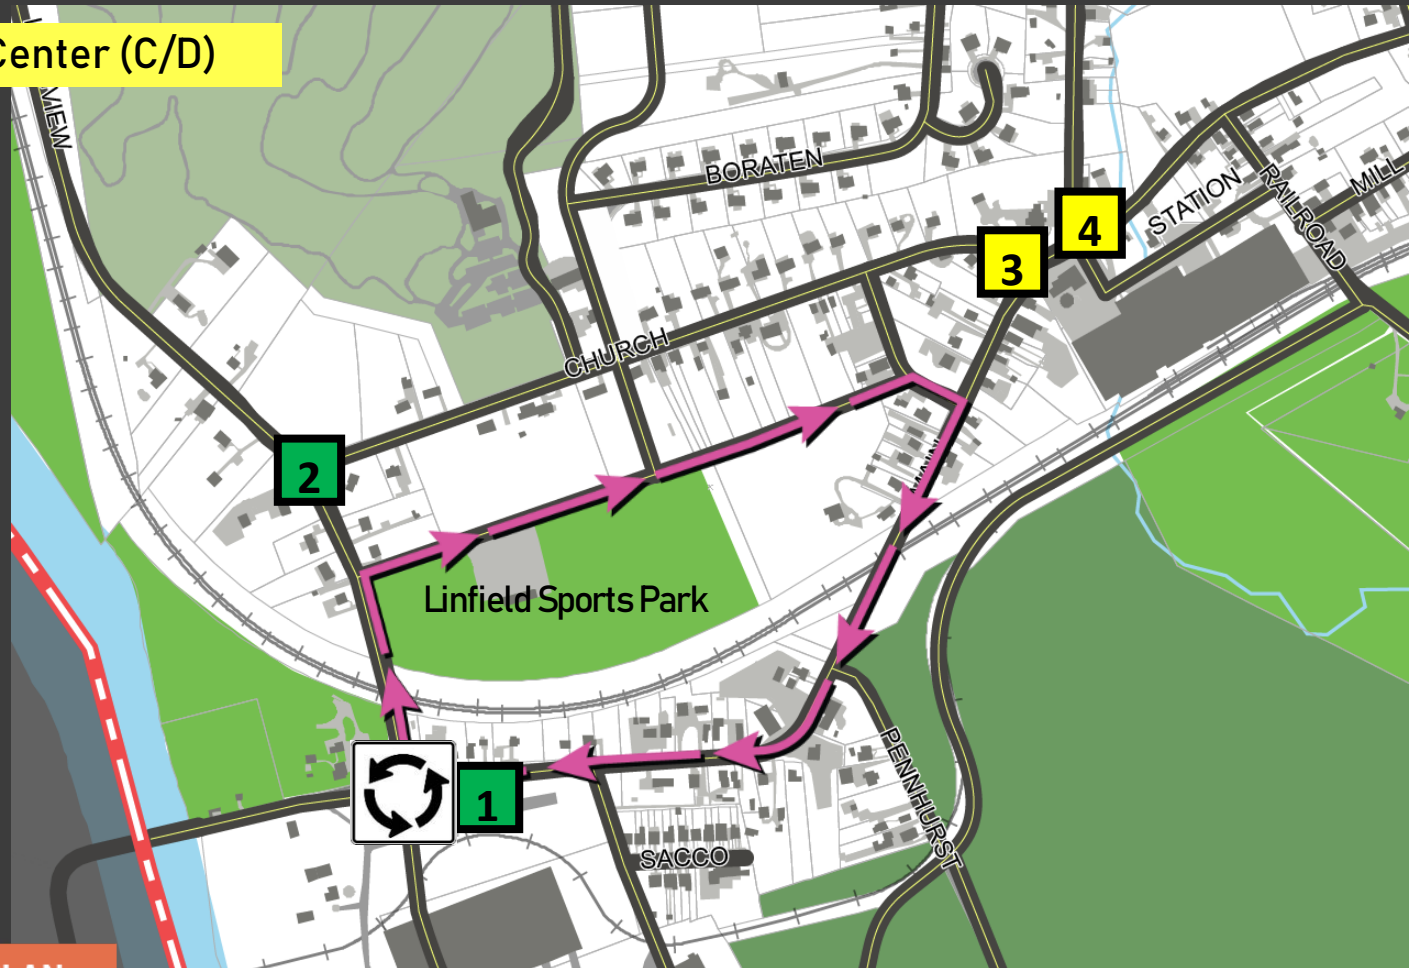 Center (C/D)
VIEW
BORATEN
STATION
RAILROAD
MILL
4
3
CHURCH
2
Linfield Sports Park
PENNHURST
1
SACCO